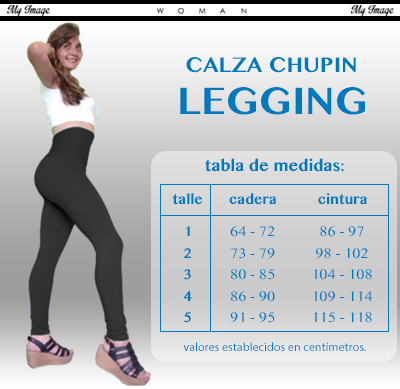 My Image WOMAN My Image
CALZA CHUPIN
LEGGING
tabla de medidas:
talle cadera cintura
1 64 - 72 86 - 97
2 73 - 79 98 - 102
3 80 - 85 104 - 108
4 86 - 90 109 - 114
5 91 - 95 115 - 118
valores establecidos en centímetros.